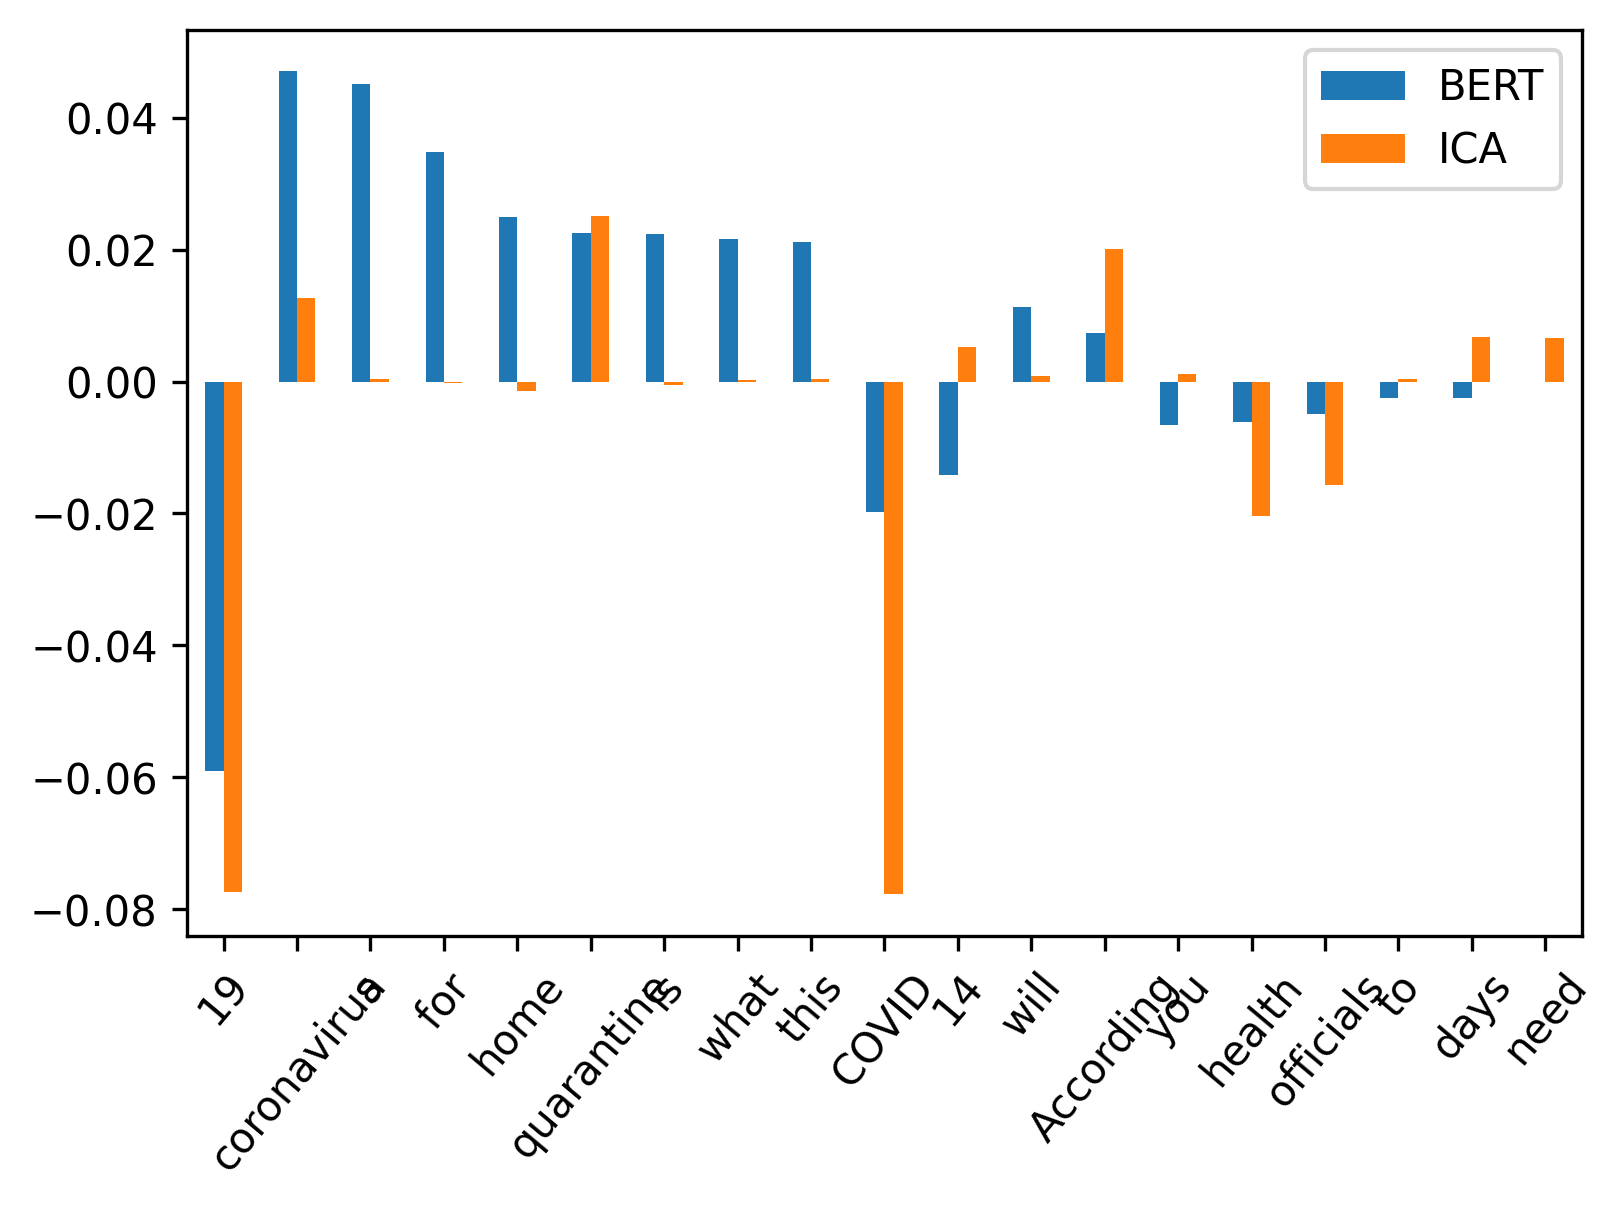 BERT
ICA
0.04
0.02
0.00
−0.02
−0.04
−0.06
−0.08
19
coronavirus
a
for
home
quarantine
is
what
this
COVID
14
will
According
you
health
officials
to
days
need